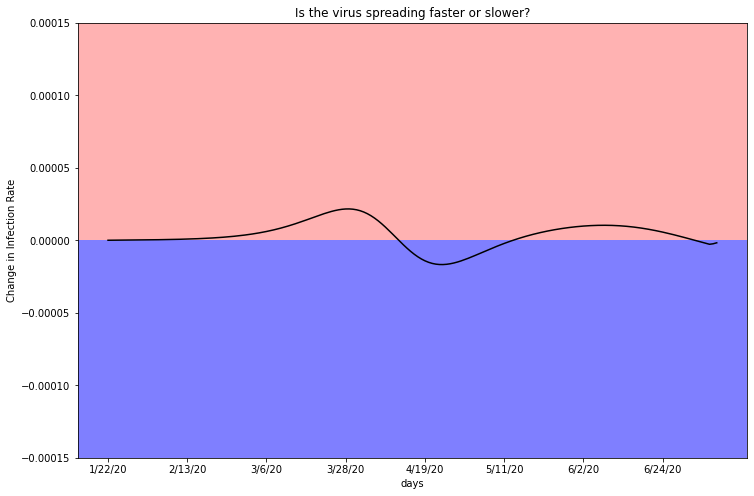 Is the virus spreading faster or slower?
0.00015
0.00010
0.00005
0.00000
−0.00005
−0.00010
−0.00015
Change in Infection Rate
1/22/20 2/13/20 3/6/20 3/28/20 4/19/20 5/11/20 6/2/20 6/24/20
days